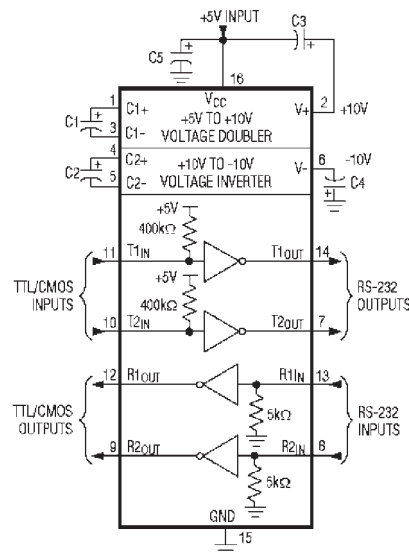 +5V INPUT
C3
+
C5
+
16
VCC
1
C1+
+5V TO +10V
V+
2
+10V
C1
+
3
C1-
VOLTAGE DOUBLER
4
C2+
+10V TO -10V
V-
6
-10V
C2
+
5
C2-
VOLTAGE INVERTER
C4
+
+5V
400kΩ
11
T1IN
T1OUT
14
+5V
TTL/CMOS
INPUTS
RS-232
OUTPUTS
400kΩ
10
T2IN
T2OUT
7
12
R1OUT
R1IN
13
TTL/CMOS
OUTPUTS
5kΩ
RS-232
INPUTS
9
R2OUT
R2IN
8
5kΩ
GND
15